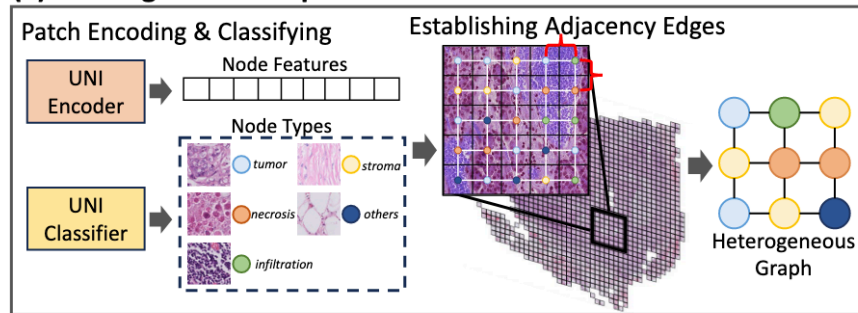 Patch Encoding & Classifying
Establishing Adjacency Edges
UNI
Encoder
Node Features
Node Types
UNI
Classifier
tumor
stroma
necrosis
others
infiltration
Heterogeneous
Graph